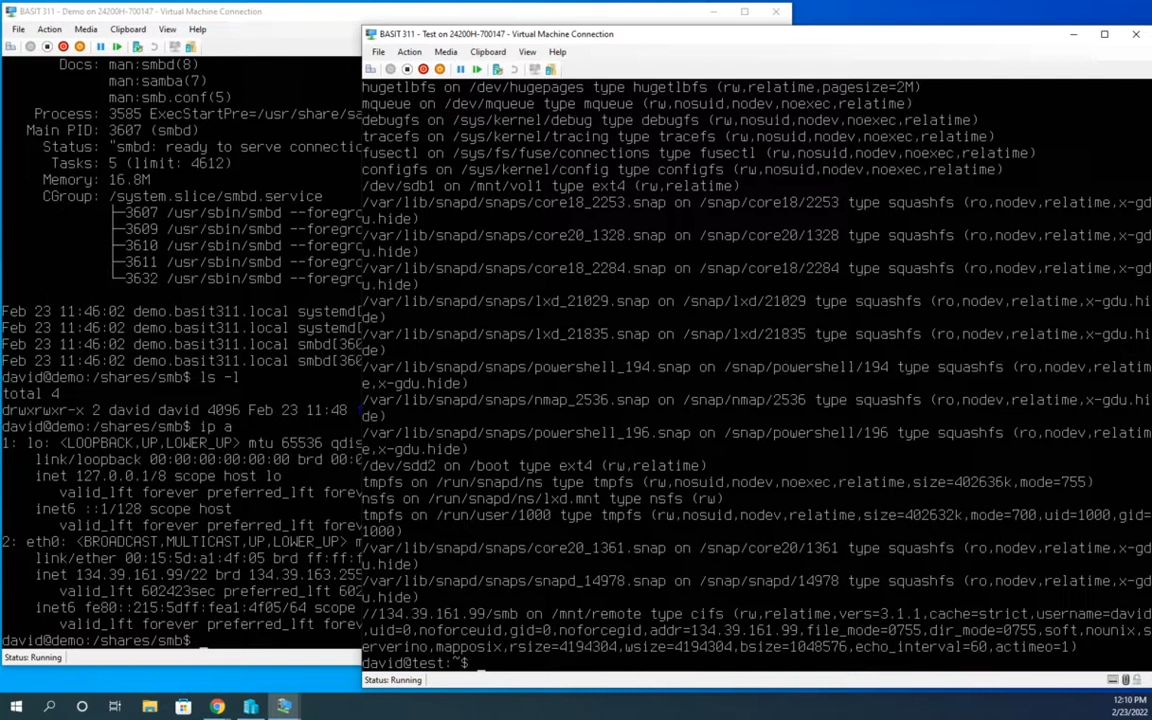 BASIT 311 - Demo on 24200H-700147 - Virtual Machine Connection
File Action Media Clipboard View Help
Docs: man:smbd(8)
man:samba(7)
man:smb.conf(5)
Process: 3585 ExecStartPre=/usr/share/sa
Main PID: 3607 (smbd)
Status: "smbd: ready to serve connectio
Tasks: 5 (limit: 4612)
Memory: 16.8M
CGroup: /system.slice/smbd.service
├─3607 /usr/sbin/smbd --foregro
├─3609 /usr/sbin/smbd --foregro
├─3610 /usr/sbin/smbd --foregro
├─3611 /usr/sbin/smbd --foregro
└─3632 /usr/sbin/smbd --foregro
Feb 23 11:46:02 demo.basit311.local systemd[
Feb 23 11:46:02 demo.basit311.local systemd[
Feb 23 11:46:02 demo.basit311.local smbd[360
Feb 23 11:46:02 demo.basit311.local smbd[360
david@demo:/shares/smb$ ls -l
total 4
drwxrwxr-x 2 david david 4096 Feb 23 11:48
david@demo:/shares/smb$ ip a
1: lo: <LOOPBACK,UP,LOWER_UP> mtu 65536 qdis
link/loopback 00:00:00:00:00:00 brd 00:0
inet 127.0.0.1/8 scope host lo
valid_lft forever preferred_lft forev
inet6 ::1/128 scope host
valid_lft forever preferred_lft forev
2: eth0: <BROADCAST,MULTICAST,UP,LOWER_UP> m
link/ether 00:15:5d:a1:4f:05 brd ff:ff:f
inet 134.39.161.99/22 brd 134.39.163.255
valid_lft 602423sec preferred_lft 602
inet6 fe80::215:5dff:fea1:4f05/64 scope
valid_lft forever preferred_lft forev
david@demo:/shares/smb$
Status: Running
BASIT 311 - Test on 24200H-700147 - Virtual Machine Connection
File Action Media Clipboard View Help
hugetlbfs on /dev/hugepages type hugetlbfs (rw,relatime,pagesize=2M)
mqueue on /dev/mqueue type mqueue (rw,nosuid,nodev,noexec,relatime)
debugfs on /sys/kernel/debug type debugfs (rw,nosuid,nodev,noexec,relatime)
tracefs on /sys/kernel/tracing type tracefs (rw,nosuid,nodev,noexec,relatime)
fusectl on /sys/fs/fuse/connections type fusectl (rw,nosuid,nodev,noexec,relatime)
configfs on /sys/kernel/config type configfs (rw,nosuid,nodev,noexec,relatime)
/dev/sdb1 on /mnt/vol1 type ext4 (rw,relatime)
/var/lib/snapd/snaps/core18_2253.snap on /snap/core18/2253 type squashfs (ro,nodev,relatime,x-gd
u.hide)
/var/lib/snapd/snaps/core20_1328.snap on /snap/core20/1328 type squashfs (ro,nodev,relatime,x-gd
u.hide)
/var/lib/snapd/snaps/core18_2284.snap on /snap/core18/2284 type squashfs (ro,nodev,relatime,x-gd
u.hide)
/var/lib/snapd/snaps/lxd_21029.snap on /snap/lxd/21029 type squashfs (ro,nodev,relatime,x-gdu.hi
de)
/var/lib/snapd/snaps/lxd_21835.snap on /snap/lxd/21835 type squashfs (ro,nodev,relatime,x-gdu.hi
de)
/var/lib/snapd/snaps/powershell_194.snap on /snap/powershell/194 type squashfs (ro,nodev,relatim
e,x-gdu.hide)
/var/lib/snapd/snaps/nmap_2536.snap on /snap/nmap/2536 type squashfs (ro,nodev,relatime,x-gdu.hi
de)
/var/lib/snapd/snaps/powershell_196.snap on /snap/powershell/196 type squashfs (ro,nodev,relatim
e,x-gdu.hide)
/dev/sdd2 on /boot type ext4 (rw,relatime)
tmpfs on /run/snapd/ns type tmpfs (rw,nosuid,nodev,noexec,relatime,size=402636k,mode=755)
nsfs on /run/snapd/ns/lxd.mnt type nsfs (rw)
tmpfs on /run/user/1000 type tmpfs (rw,nosuid,nodev,relatime,size=402632k,mode=700,uid=1000,gid=
1000)
/var/lib/snapd/snaps/core20_1361.snap on /snap/core20/1361 type squashfs (ro,nodev,relatime,x-gd
u.hide)
/var/lib/snapd/snaps/snapd_14978.snap on /snap/snapd/14978 type squashfs (ro,nodev,relatime,x-gd
u.hide)
//134.39.161.99/smb on /mnt/remote type cifs (rw,relatime,vers=3.1.1,cache=strict,username=david
,uid=0,noforceuid,gid=0,noforcegid,addr=134.39.161.99,file_mode=0755,dir_mode=0755,soft,nounix,s
erverino,mapposix,rsize=4194304,wsize=4194304,bsize=1048576,echo_interval=60,actimeo=1)
david@test:~$
Status: Running
12:10 PM
2/23/2022